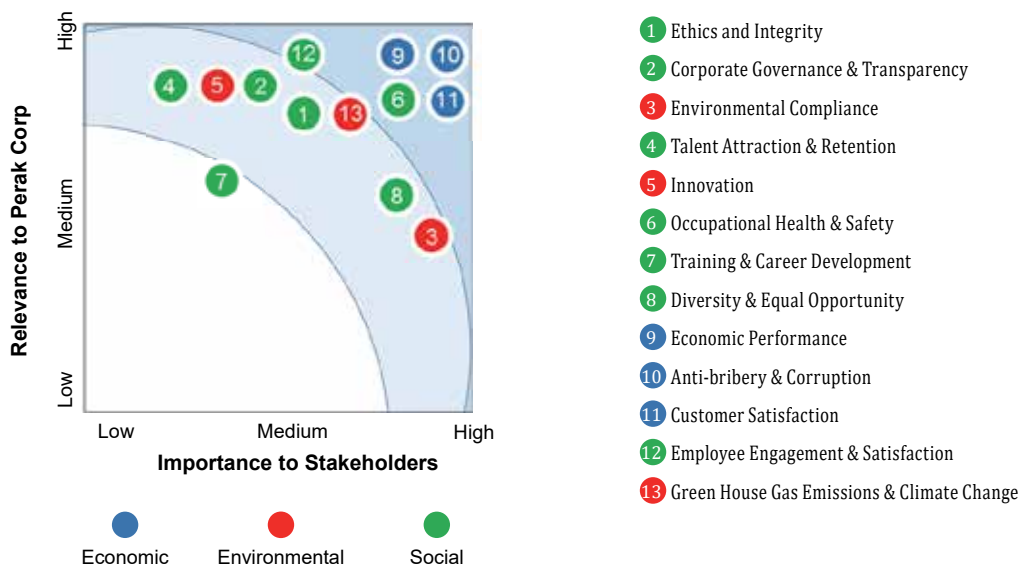 High
Medium
Low
Relevance to Perak Corp
12
9
10
4
5
2
6
11
1
13
7
8
3
Low Medium High
Importance to Stakeholders
Economic Environmental Social
1 Ethics and Integrity
2 Corporate Governance & Transparency
3 Environmental Compliance
4 Talent Attraction & Retention
5 Innovation
6 Occupational Health & Safety
7 Training & Career Development
8 Diversity & Equal Opportunity
9 Economic Performance
10 Anti-bribery & Corruption
11 Customer Satisfaction
12 Employee Engagement & Satisfaction
13 Green House Gas Emissions & Climate Change